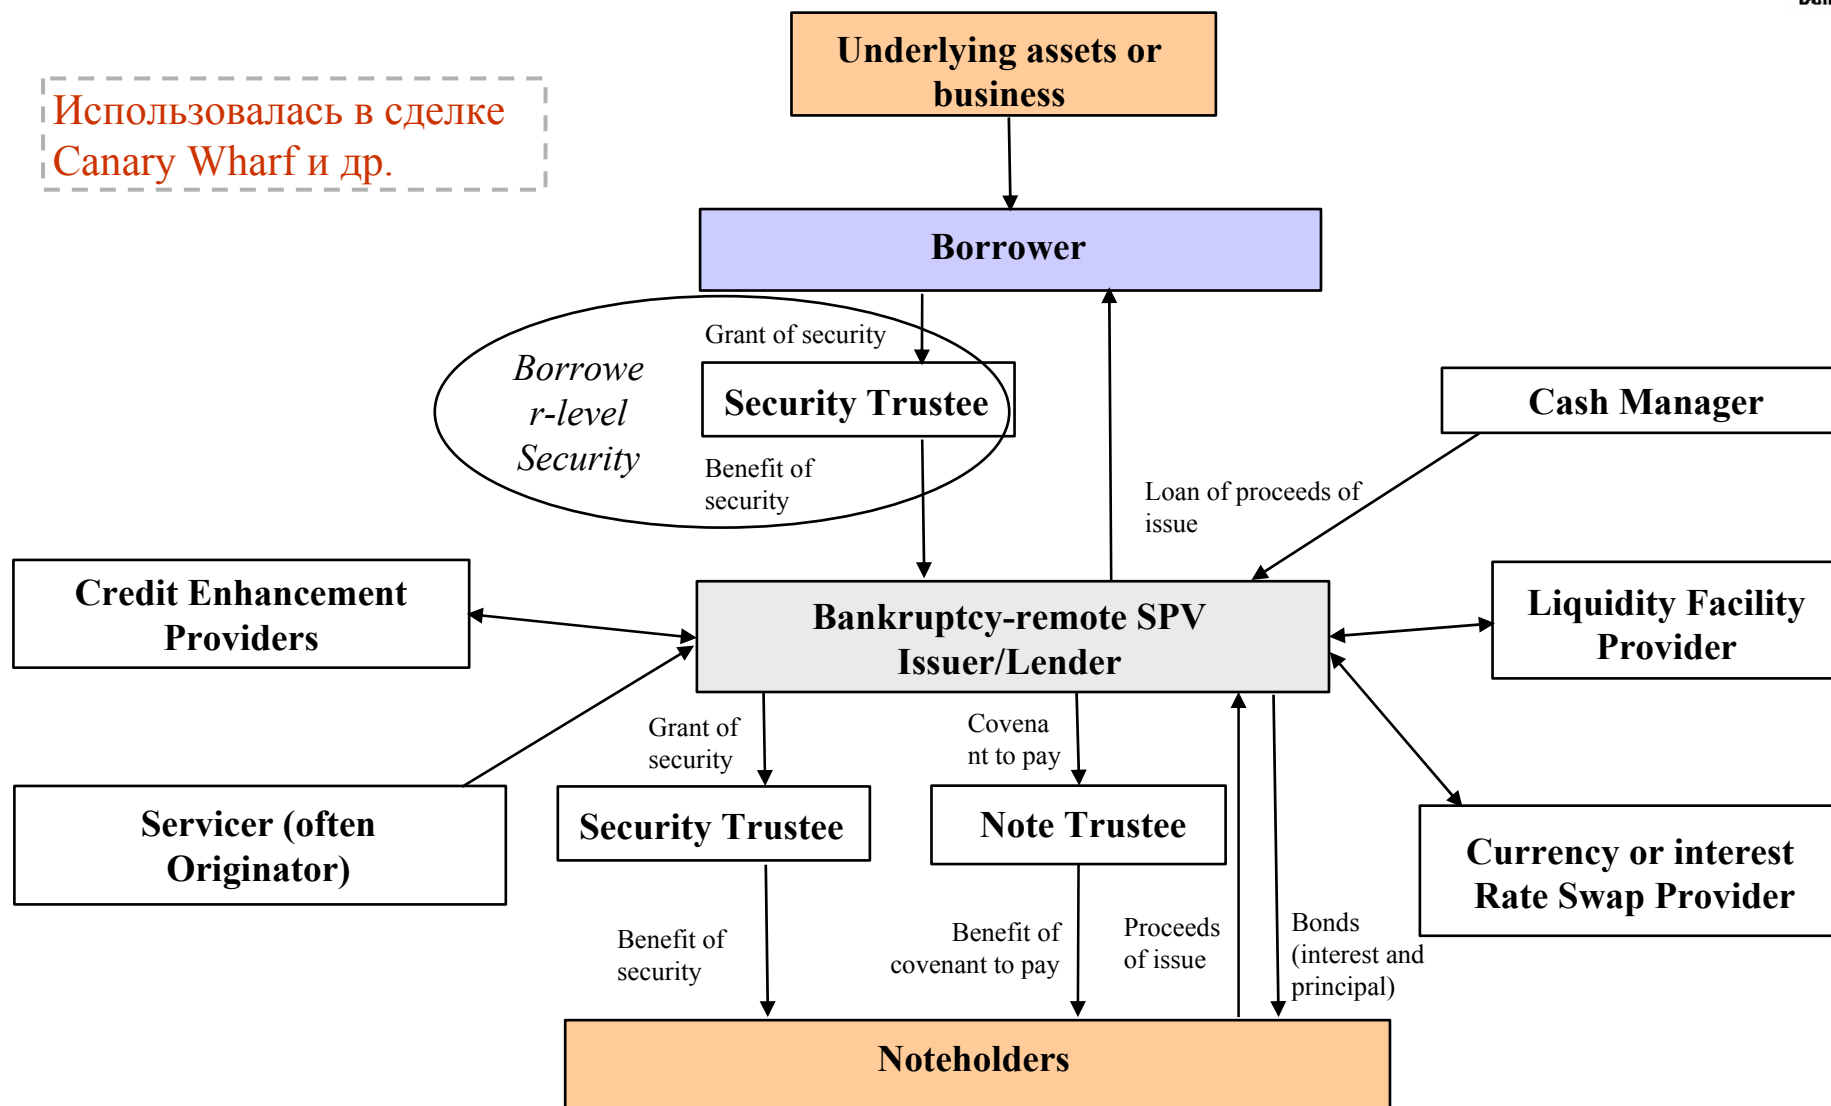 Underlying assets or
business
Использовалась в сделке
Canary Wharf и др.
Borrower
Grant of security
Borrowe
r-level
Security
Security Trustee
Benefit of
security
Cash Manager
Loan of proceeds of
issue
Credit Enhancement
Providers
Bankruptcy-remote SPV
Issuer/Lender
Liquidity Facility
Provider
Grant of
security
Covena
nt to pay
Servicer (often
Originator)
Security Trustee
Note Trustee
Currency or interest
Rate Swap Provider
Benefit of
security
Benefit of
covenant to pay
Proceeds
of issue
Bonds
(interest and
principal)
Noteholders